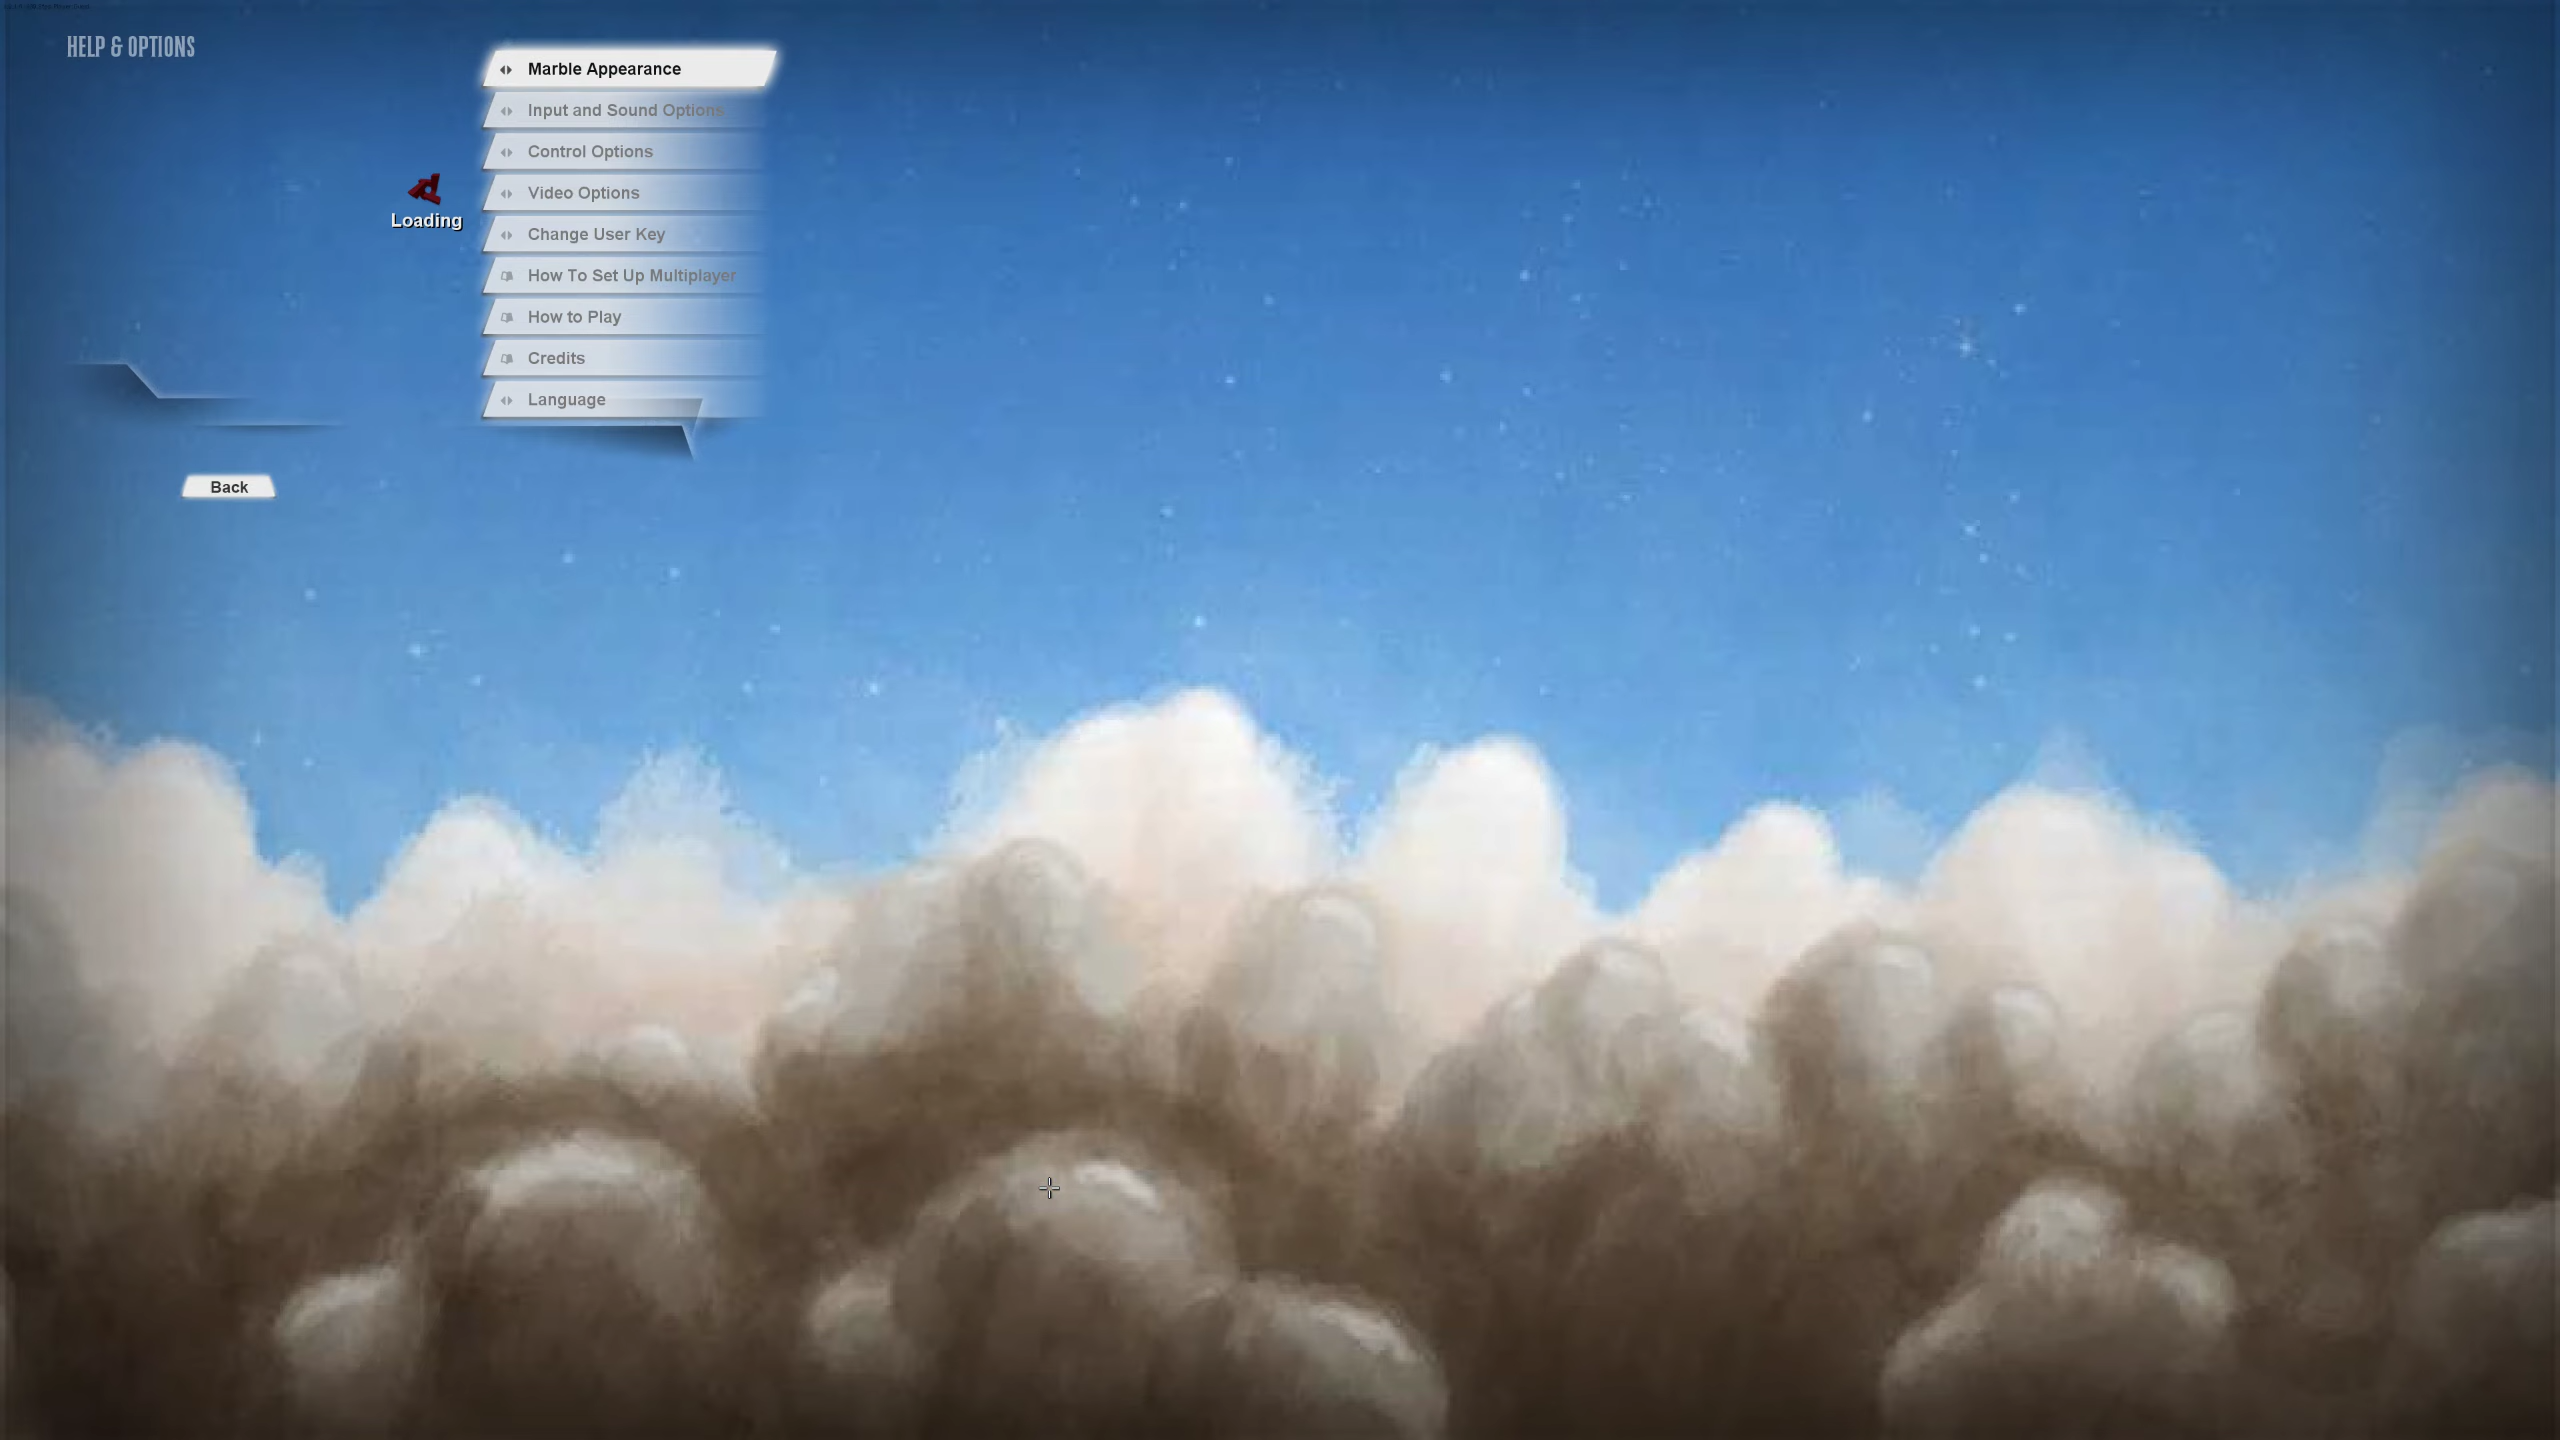 HELP & OPTIONS
Marble Appearance
Input and Sound Options
Control Options
Video Options
Loading
Change User Key
How To Set Up Multiplayer
How to Play
Credits
Language
Back